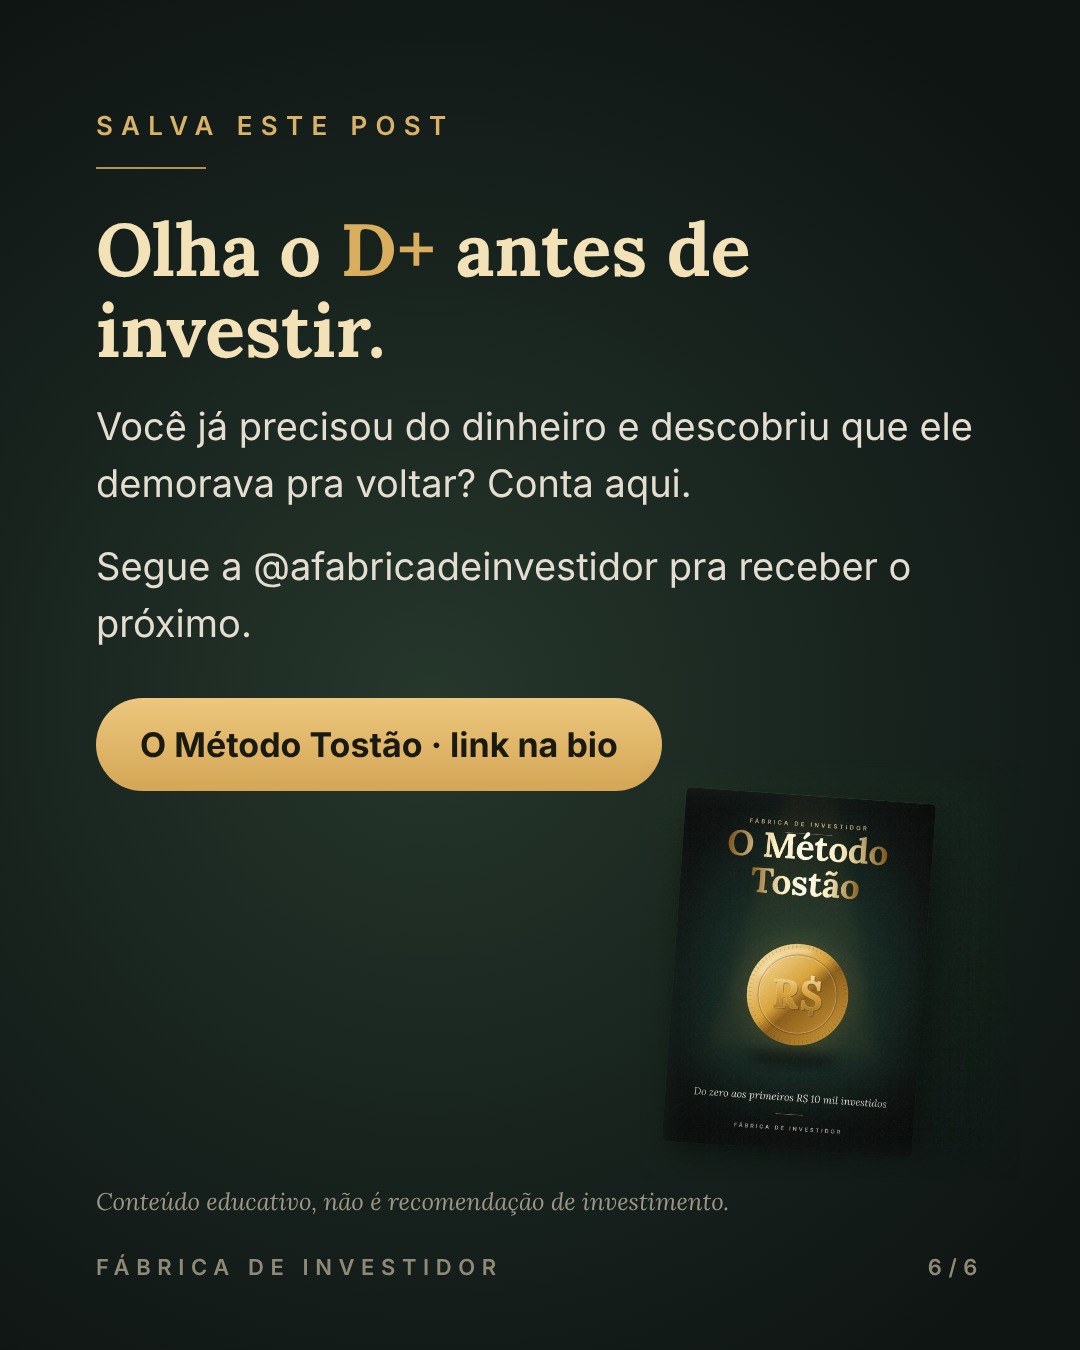 SALVA ESTE POST
Olha o D+ antes de
investir.
Você já precisou do dinheiro e descobriu que ele
demorava pra voltar? Conta aqui.
Segue a @afabricadeinvestidor pra receber o
próximo.
O Método Tostão · link na bio
FÁBRICA DE INVESTIDOR
O Método
Tostão
R$
Do zero aos primeiros R$ 10 mil investidos
FÁBRICA DE INVESTIDOR
Conteúdo educativo, não é recomendação de investimento.
FÁBRICA DE INVESTIDOR
6/6